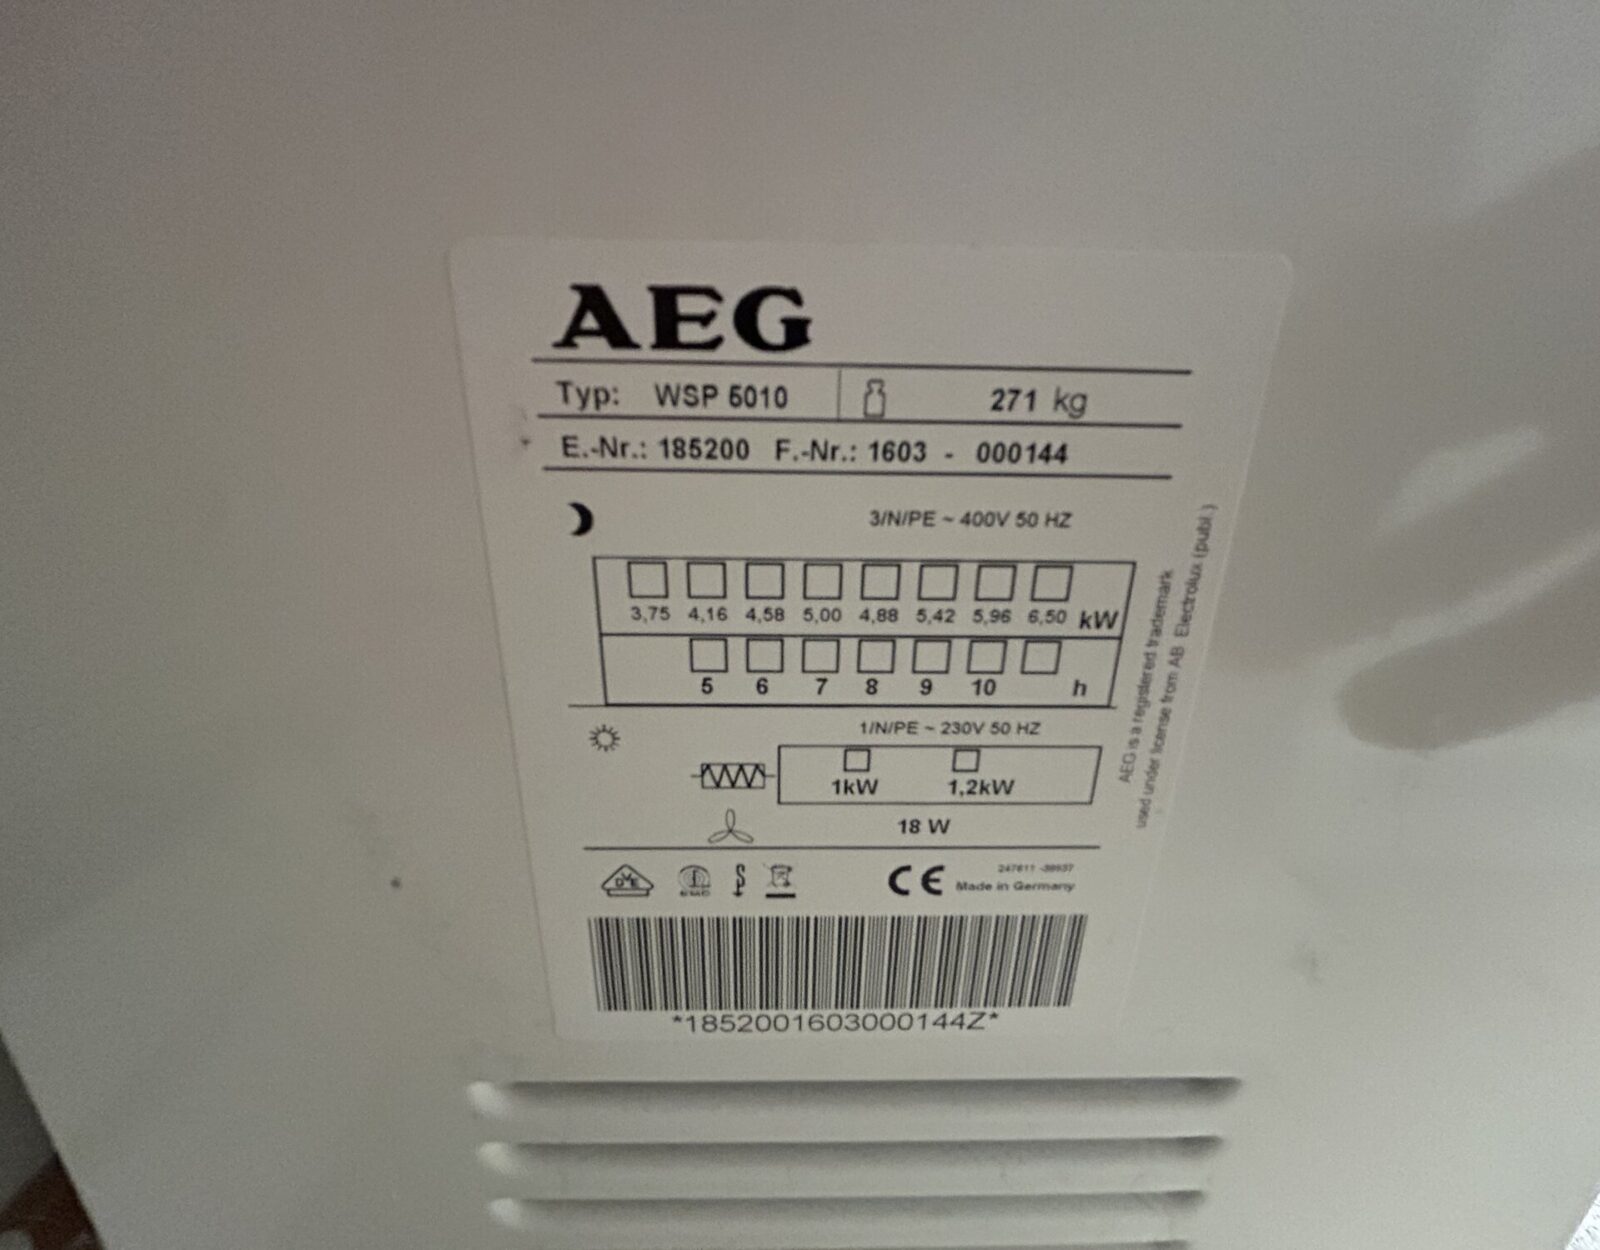 AEG
Typ: WSP 5010 271 kg
E.-Nr.: 185200 F.-Nr.: 1603 - 000144
3/N/PE ~ 400V 50 HZ
3,75 4,16 4,58 5,00 4,88 5,42 5,96 6,50 kW
5 6 7 8 9 10 h
1/N/PE ~ 230V 50 HZ
1kW 1,2kW
18 W
DVE
EMC
CE
Made in Germany
*1852001603000144Z*
AEG is a registered trademark
used under license from AB Electrolux (publ.)